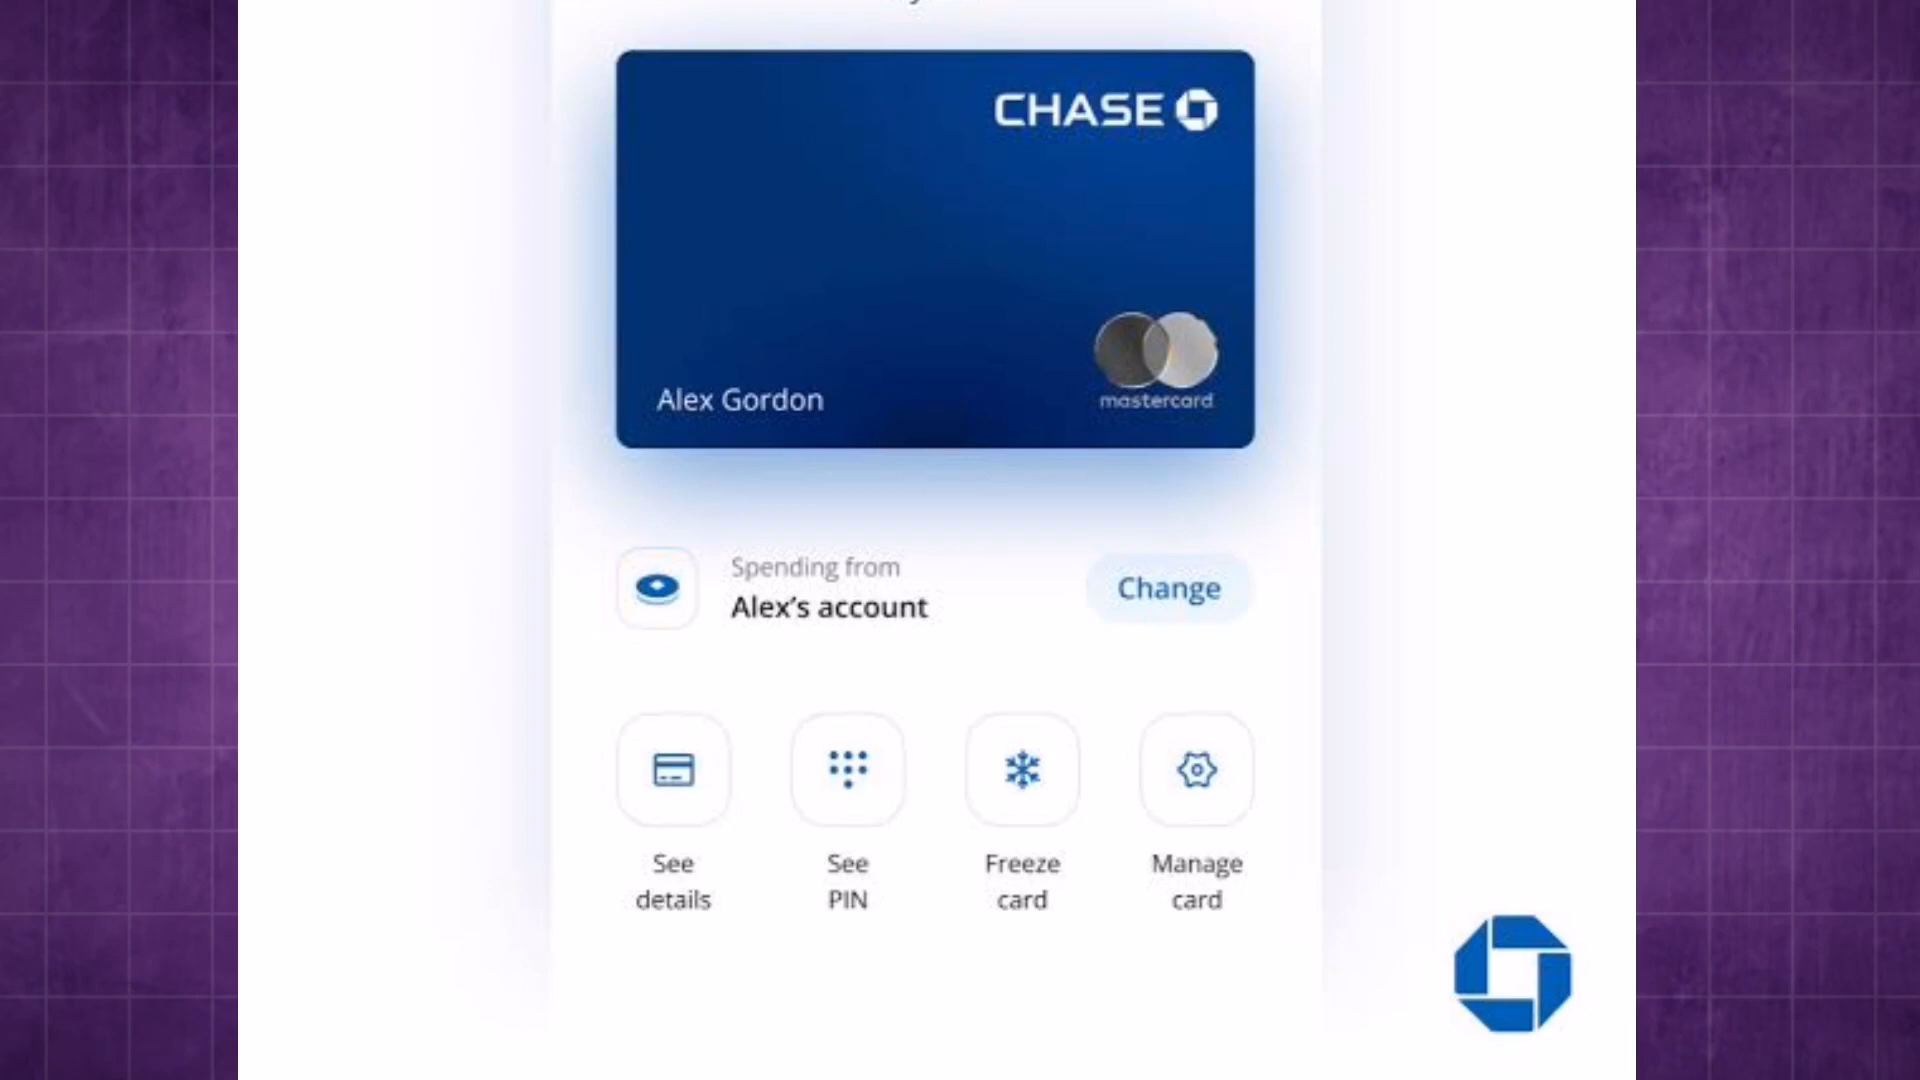 CHASE
Alex Gordon
mastercard
Spending from
Alex’s account
Change
See
details
See
PIN
Freeze
card
Manage
card